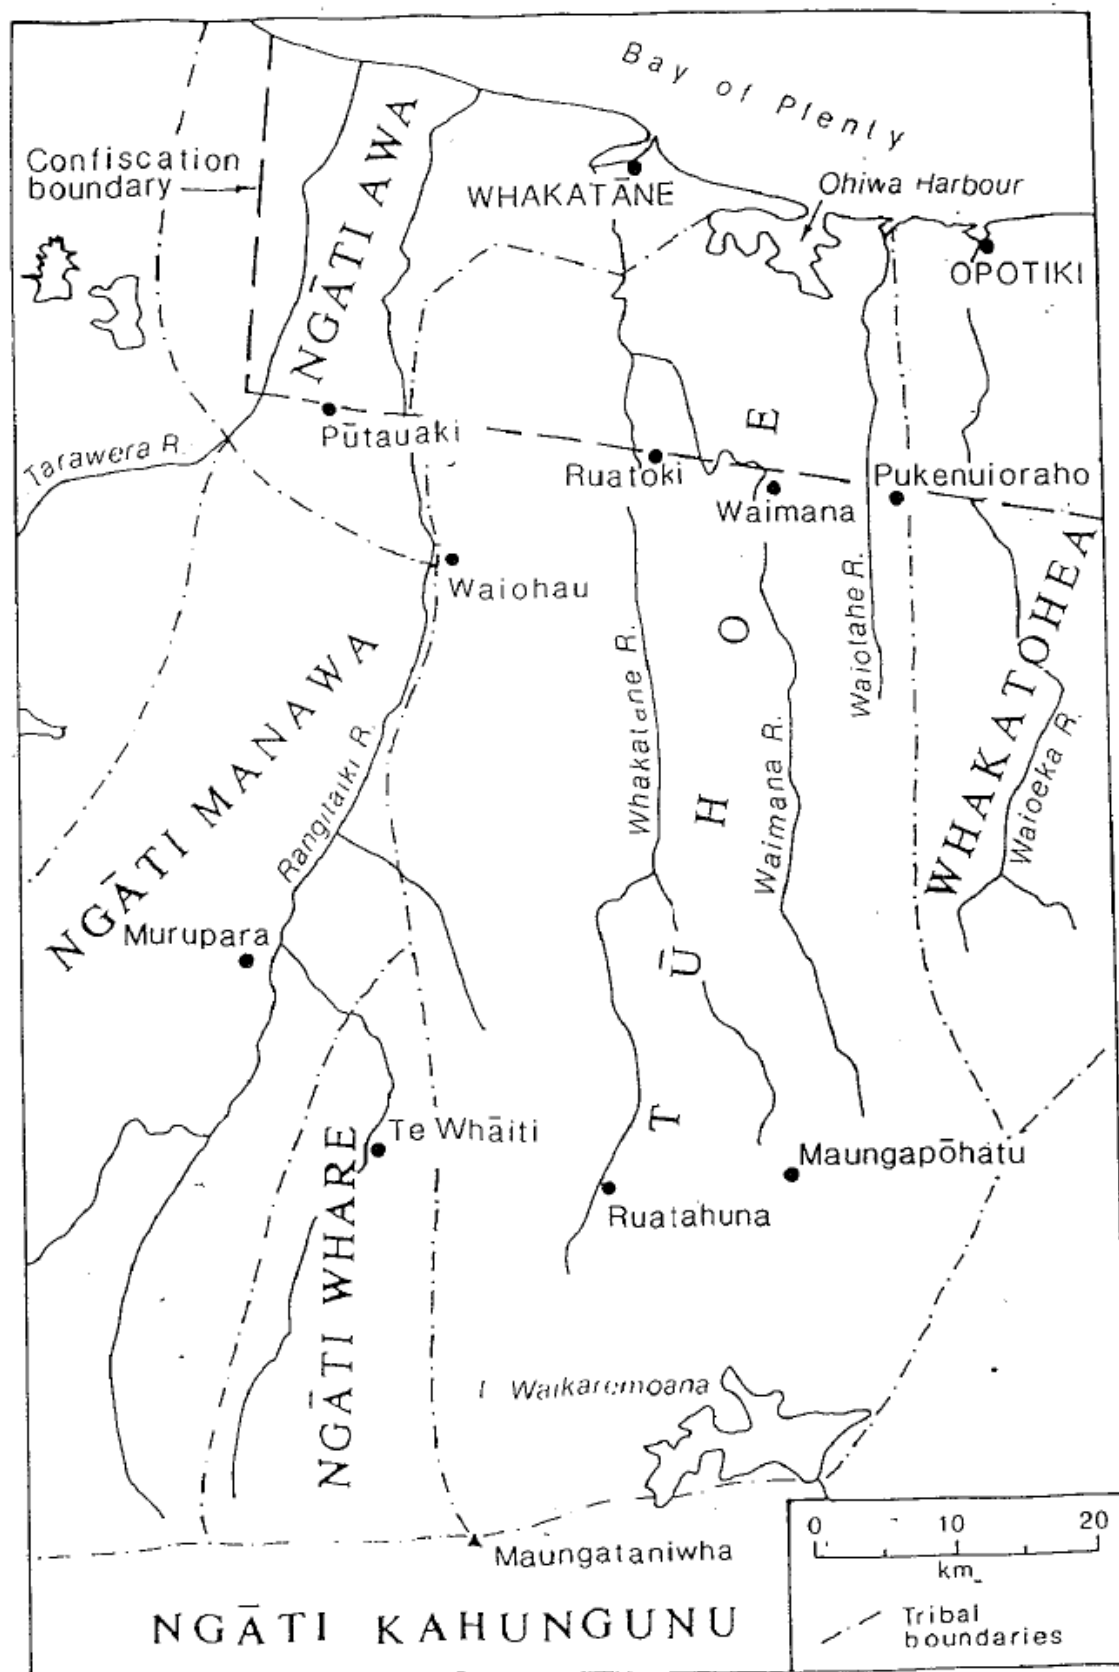 Bay of Plenty
Confiscation
boundary
NGĀTI AWA
WHAKATĀNE
Ohiwa Harbour
OPOTIKI
Tarawera R.
Pūtauaki
Ruatoki
Waimana
Pukenuioraho
Waiohau
NGĀTI MANAWA
Rangitaiki R.
Whakatane R.
Waimana R.
Waiotahe R.
WHAKATOHEA
Waioeka R.
TŪHOE
Murupara
Te Whāiti
NGĀTI WHARE
Maungapōhatu
Ruatahuna
L Waikaremoana
Maungataniwha
NGĀTI KAHUNGUNU
0 10 20
km
Tribal
boundaries